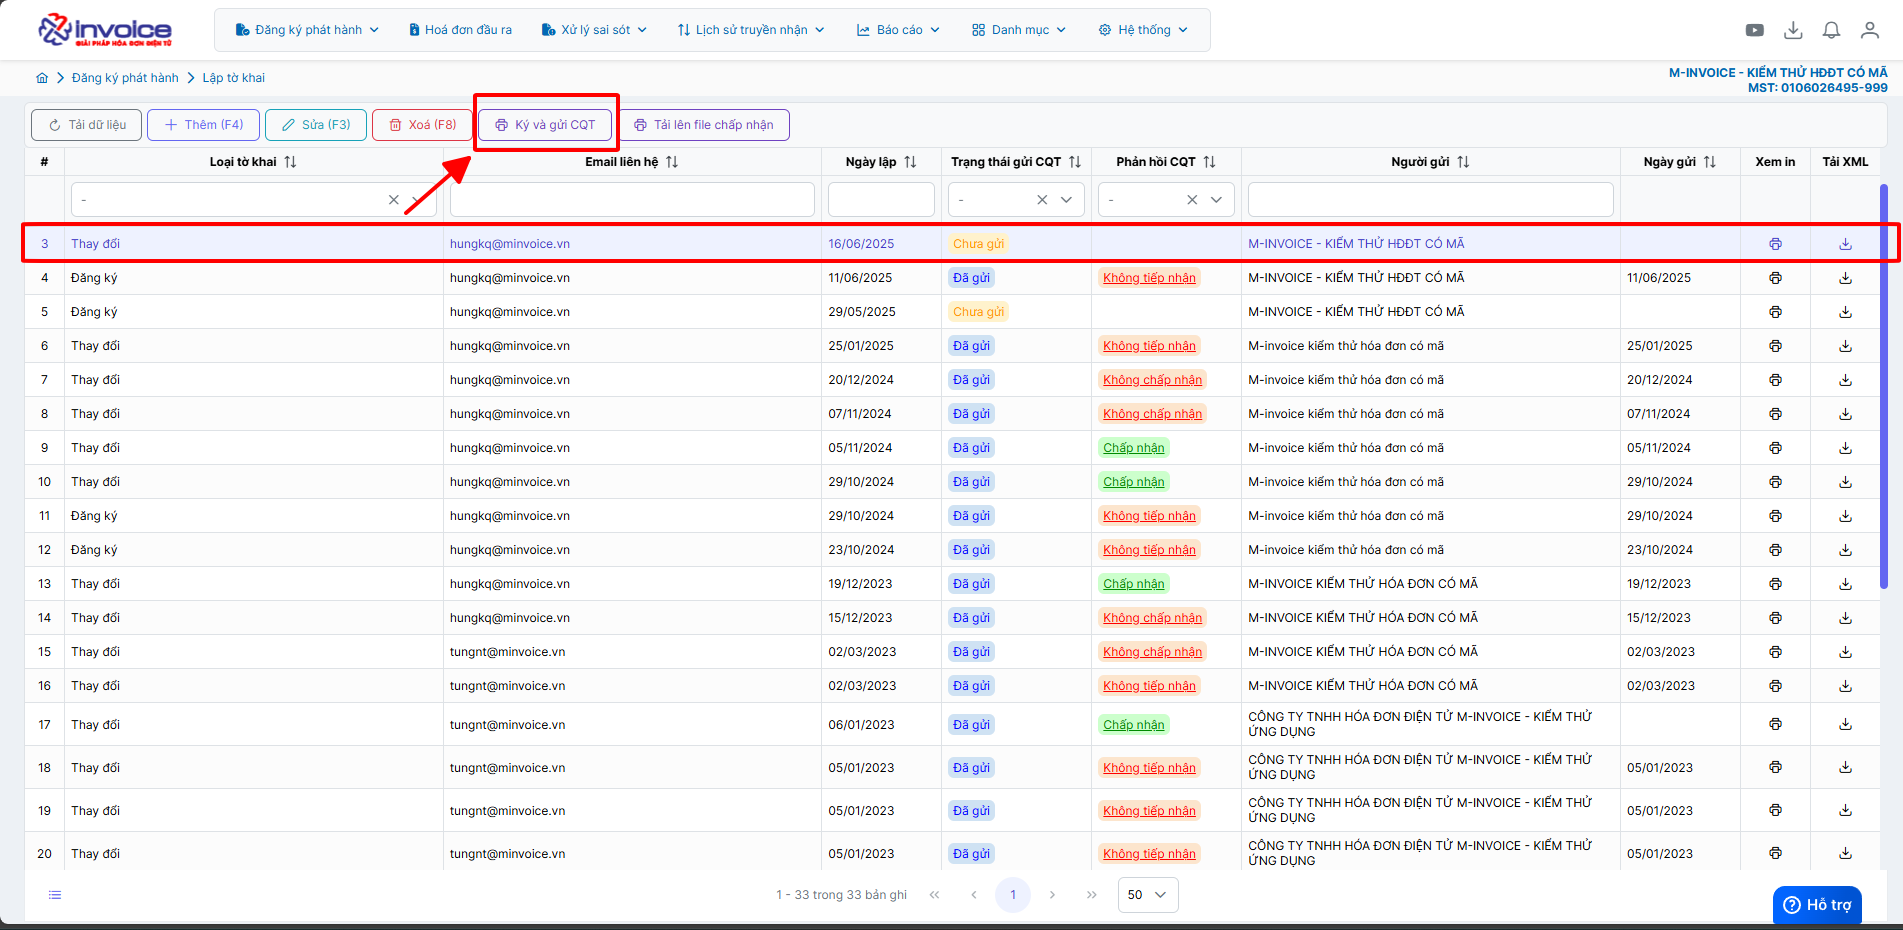 invoice
GIẢI PHÁP HÓA ĐƠN ĐIỆN TỬ
Đăng ký phát hành
Hoá đơn đầu ra
Xử lý sai sót
Lịch sử truyền nhận
Báo cáo
Danh mục
Hệ thống
Đăng ký phát hành
Lập tờ khai
M-INVOICE - KIỂM THỬ HĐĐT CÓ MÃ
MST: 0106026495-999
Tải dữ liệu
Thêm (F4)
Sửa (F3)
Xoá (F8)
Ký và gửi CQT
Tải lên file chấp nhận
# Loại tờ khai Email liên hệ Ngày lập Trạng thái gửi CQT Phản hồi CQT Người gửi Ngày gửi Xem in Tải XML
- - -
3 Thay đổi hungkq@minvoice.vn 16/06/2025 Chưa gửi M-INVOICE - KIỂM THỬ HĐĐT CÓ MÃ
4 Đăng ký hungkq@minvoice.vn 11/06/2025 Đã gửi Không tiếp nhận M-INVOICE - KIỂM THỬ HĐĐT CÓ MÃ 11/06/2025
5 Đăng ký hungkq@minvoice.vn 29/05/2025 Chưa gửi M-INVOICE - KIỂM THỬ HĐĐT CÓ MÃ
6 Thay đổi hungkq@minvoice.vn 25/01/2025 Đã gửi Không tiếp nhận M-invoice kiểm thử hóa đơn có mã 25/01/2025
7 Thay đổi hungkq@minvoice.vn 20/12/2024 Đã gửi Không chấp nhận M-invoice kiểm thử hóa đơn có mã 20/12/2024
8 Thay đổi hungkq@minvoice.vn 07/11/2024 Đã gửi Không chấp nhận M-invoice kiểm thử hóa đơn có mã 07/11/2024
9 Thay đổi hungkq@minvoice.vn 05/11/2024 Đã gửi Chấp nhận M-invoice kiểm thử hóa đơn có mã 05/11/2024
10 Thay đổi hungkq@minvoice.vn 29/10/2024 Đã gửi Chấp nhận M-invoice kiểm thử hóa đơn có mã 29/10/2024
11 Đăng ký hungkq@minvoice.vn 29/10/2024 Đã gửi Không tiếp nhận M-invoice kiểm thử hóa đơn có mã 29/10/2024
12 Đăng ký hungkq@minvoice.vn 23/10/2024 Đã gửi Không tiếp nhận M-invoice kiểm thử hóa đơn có mã 23/10/2024
13 Thay đổi hungkq@minvoice.vn 19/12/2023 Đã gửi Chấp nhận M-INVOICE KIỂM THỬ HÓA ĐƠN CÓ MÃ 19/12/2023
14 Thay đổi hungkq@minvoice.vn 15/12/2023 Đã gửi Không chấp nhận M-INVOICE KIỂM THỬ HÓA ĐƠN CÓ MÃ 15/12/2023
15 Thay đổi tungnt@minvoice.vn 02/03/2023 Đã gửi Không chấp nhận M-INVOICE KIỂM THỬ HÓA ĐƠN CÓ MÃ 02/03/2023
16 Thay đổi tungnt@minvoice.vn 02/03/2023 Đã gửi Không tiếp nhận M-INVOICE KIỂM THỬ HÓA ĐƠN CÓ MÃ 02/03/2023
17 Thay đổi tungnt@minvoice.vn 06/01/2023 Đã gửi Chấp nhận CÔNG TY TNHH HÓA ĐƠN ĐIỆN TỬ M-INVOICE - KIỂM THỬ
ỨNG DỤNG
18 Thay đổi tungnt@minvoice.vn 05/01/2023 Đã gửi Không tiếp nhận CÔNG TY TNHH HÓA ĐƠN ĐIỆN TỬ M-INVOICE - KIỂM THỬ 05/01/2023
ỨNG DỤNG
19 Thay đổi tungnt@minvoice.vn 05/01/2023 Đã gửi Không tiếp nhận CÔNG TY TNHH HÓA ĐƠN ĐIỆN TỬ M-INVOICE - KIỂM THỬ 05/01/2023
ỨNG DỤNG
20 Thay đổi tungnt@minvoice.vn 05/01/2023 Đã gửi Không tiếp nhận CÔNG TY TNHH HÓA ĐƠN ĐIỆN TỬ M-INVOICE - KIỂM THỬ 05/01/2023
ỨNG DỤNG
1 - 33 trong 33 bản ghi
1
50
Hỗ trợ